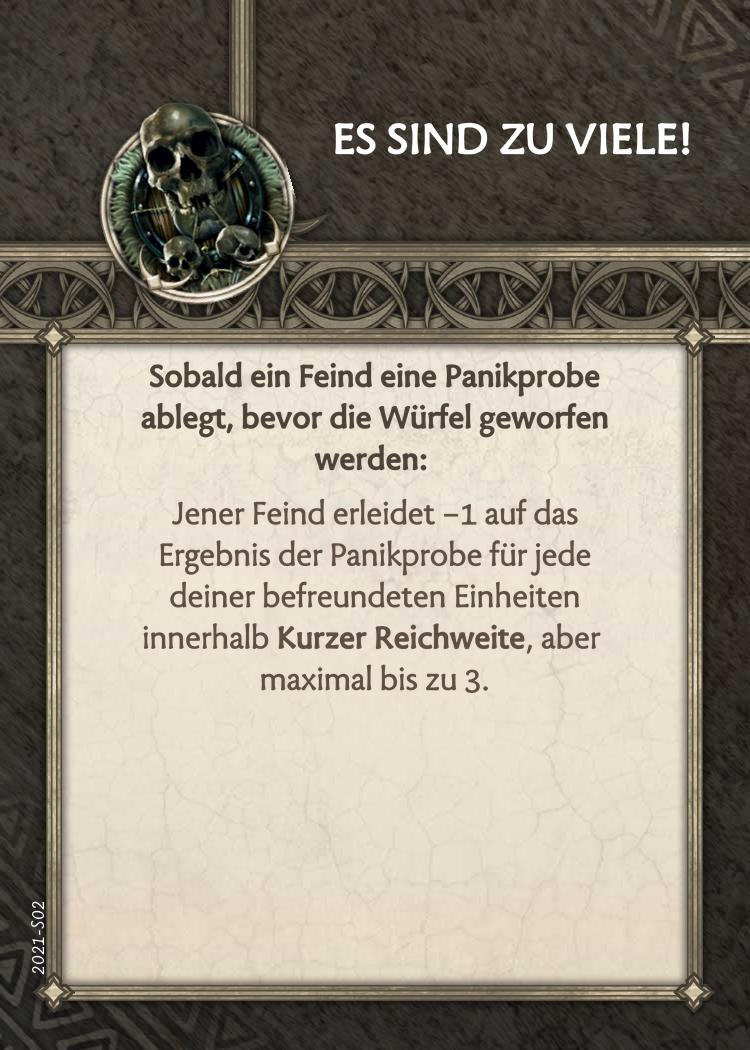 ES SIND ZU VIELE!
Sobald ein Feind eine Panikprobe
ablegt, bevor die Würfel geworfen
werden:
Jener Feind erleidet –1 auf das
Ergebnis der Panikprobe für jede
deiner befreundeten Einheiten
innerhalb Kurzer Reichweite, aber
maximal bis zu 3.
2021-S02